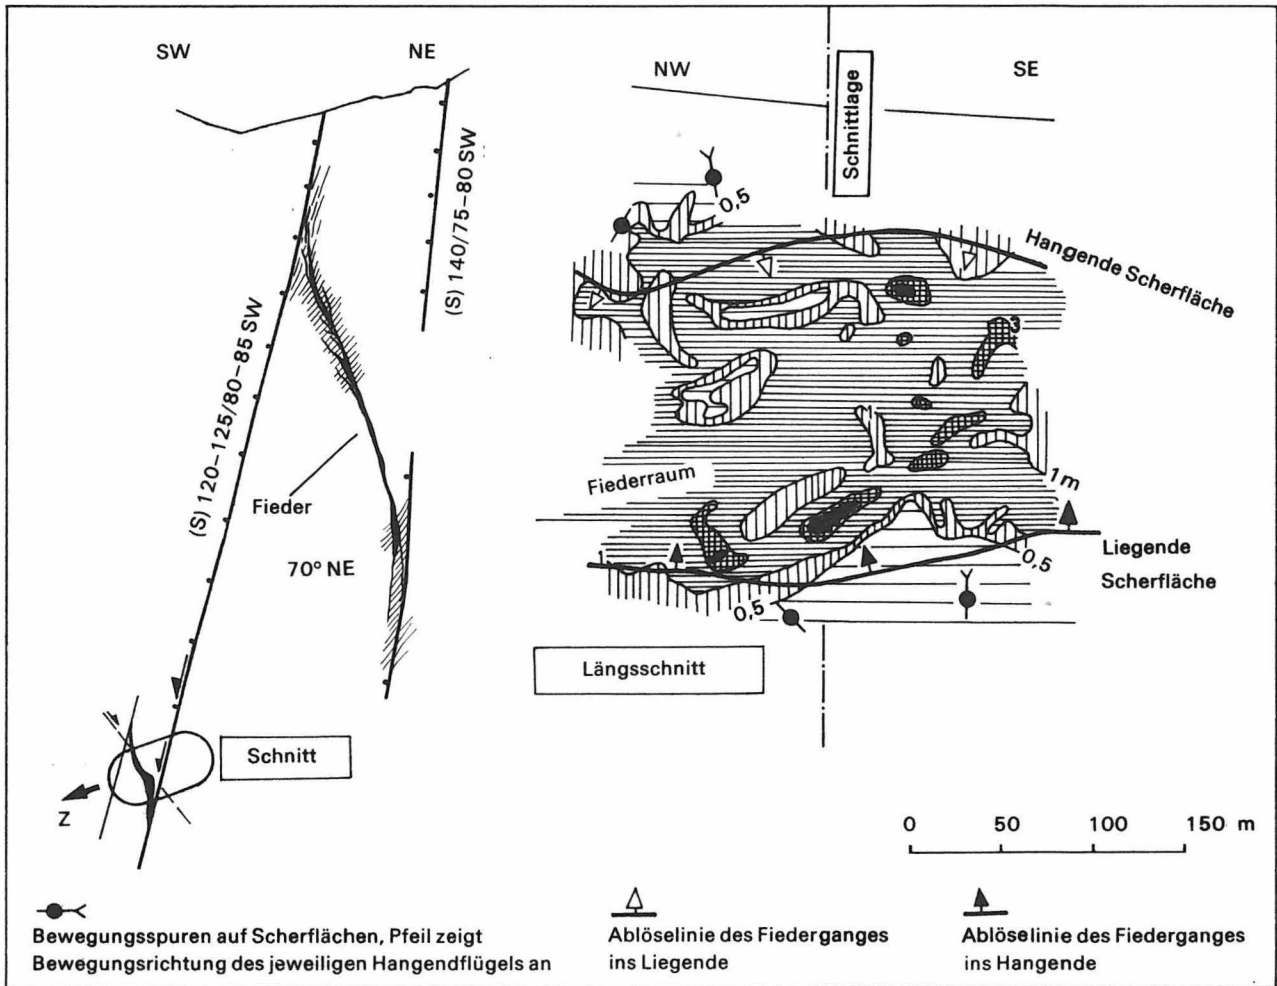 SW
NE
(S) 120–125/80–85 SW
(S) 140/75–80 SW
Fieder
70° NE
Schnitt
Z
NW
SE
Schnittlage
0,5
Hangende Scherfläche
3
1
Fiederraum
1 m
1
Liegende
Scherfläche
0,5
0,5
Längsschnitt
0 50 100 150 m
Bewegungsspuren auf Scherflächen, Pfeil zeigt
Bewegungsrichtung des jeweiligen Hangendflügels an
Ablöselinie des Fiederganges
ins Liegende
Ablöselinie des Fiederganges
ins Hangende